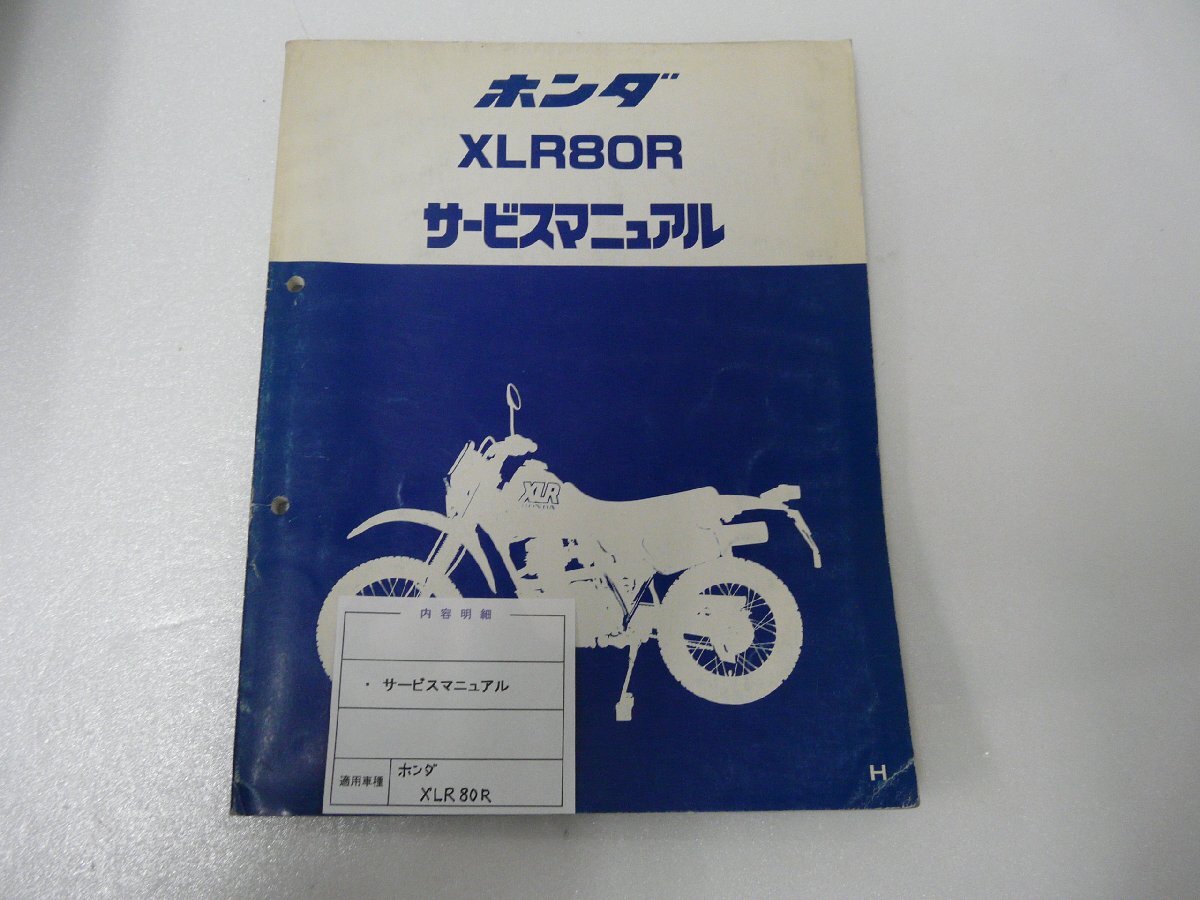 ホンダ
XLR80R
サービスマニュアル
XLR
HONDA
内容明細
・ サービスマニュアル
適用車種
ホンダ
XLR80R
H